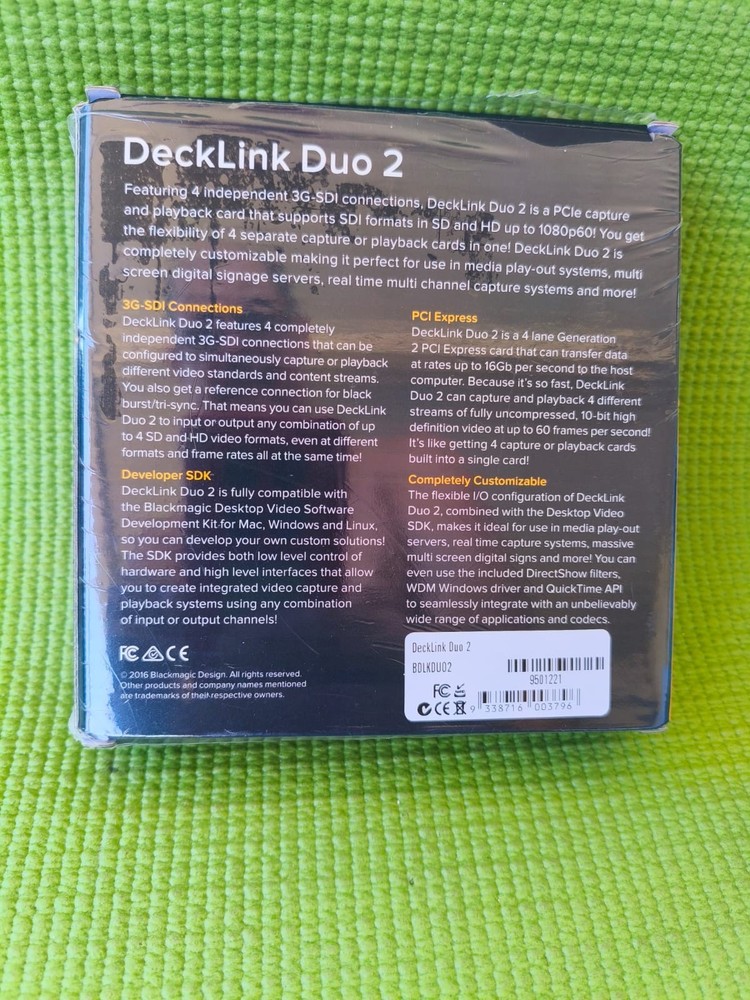 DeckLink Duo 2
Featuring 4 independent 3G-SDI connections, DeckLink Duo 2 is a PCIe capture
and playback card that supports SDI formats in SD and HD up to 1080p60! You get
the flexibility of 4 separate capture or playback cards in one! DeckLink Duo 2 is
completely customizable making it perfect for use in media play-out systems, multi
screen digital signage servers, real time multi channel capture systems and more!
3G-SDI Connections
DeckLink Duo 2 features 4 completely
independent 3G-SDI connections that can be
configured to simultaneously capture or playback
different video standards and content streams.
You also get a reference connection for black
burst/tri-sync. That means you can use DeckLink
Duo 2 to input or output any combination of up
to 4 SD and HD video formats, even at different
formats and frame rates all at the same time!
Developer SDK
DeckLink Duo 2 is fully compatible with
the Blackmagic Desktop Video Software
Development Kit for Mac, Windows and Linux,
so you can develop your own custom solutions!
The SDK provides both low level control of
hardware and high level interfaces that allow
you to create integrated video capture and
playback systems using any combination
of input or output channels!
PCI Express
DeckLink Duo 2 is a 4 lane Generation
2 PCI Express card that can transfer data
at rates up to 16Gb per second to the host
computer. Because it's so fast, DeckLink
Duo 2 can capture and playback 4 different
streams of fully uncompressed, 10-bit high
definition video at up to 60 frames per second!
It's like getting 4 capture or playback cards
built into a single card!
Completely Customizable
The flexible I/O configuration of DeckLink
Duo 2, combined with the Desktop Video
SDK, makes it ideal for use in media play-out
servers, real time capture systems, massive
multi screen digital signs and more! You can
even use the included DirectShow filters,
WDM Windows driver and QuickTime API
to seamlessly integrate with an unbelievably
wide range of applications and codecs.
FC CE
© 2016 Blackmagic Design. All rights reserved.
Other products and company names mentioned
are trademarks of their respective owners.
DeckLink Duo 2
BDLKDUO2
9501221
FC
CE
9 338716 003796